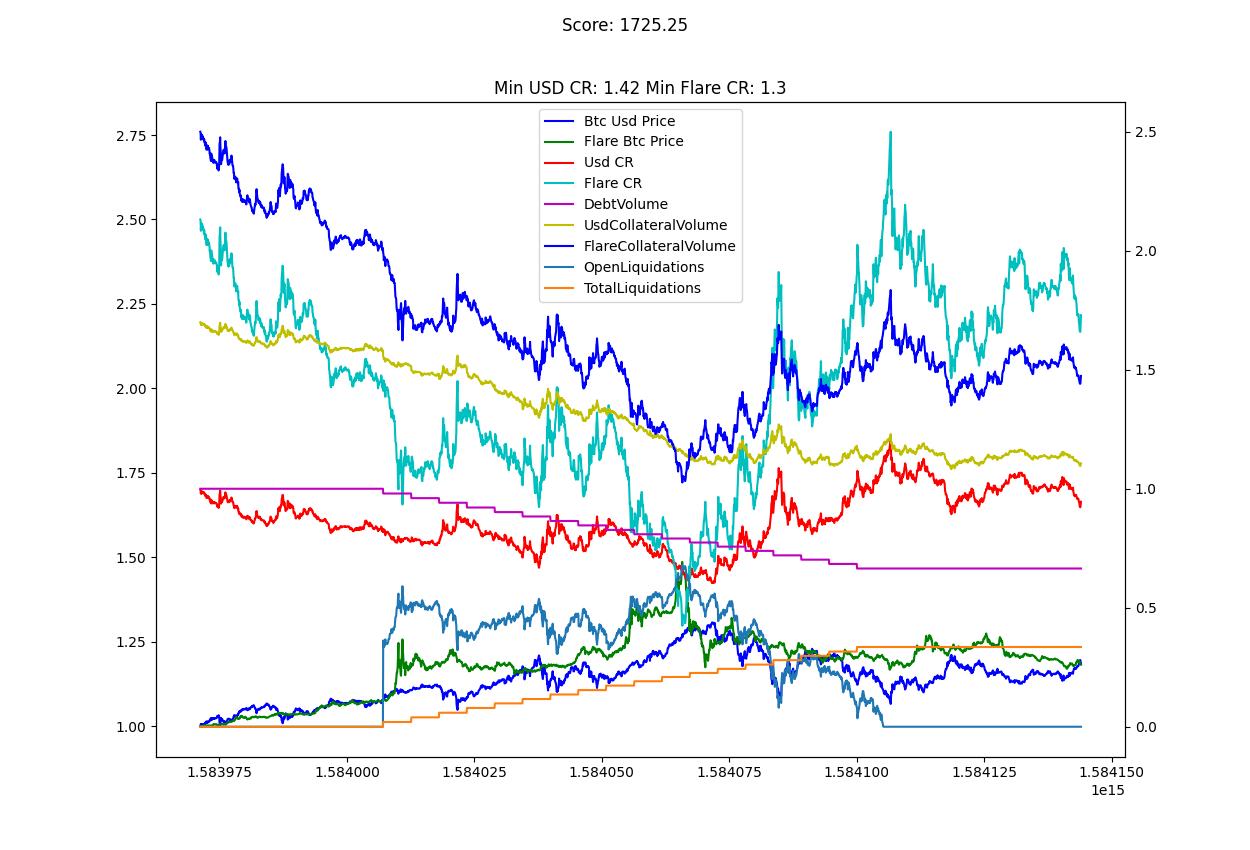 Score: 1725.25
Min USD CR: 1.42 Min Flare CR: 1.3
Btc Usd Price
Flare Btc Price
Usd CR
Flare CR
DebtVolume
UsdCollateralVolume
FlareCollateralVolume
OpenLiquidations
TotalLiquidations
2.75
2.50
2.25
2.00
1.75
1.50
1.25
1.00
2.5
2.0
1.5
1.0
0.5
0.0
1.583975
1.584000
1.584025
1.584050
1.584075
1.584100
1.584125
1.584150
1e15